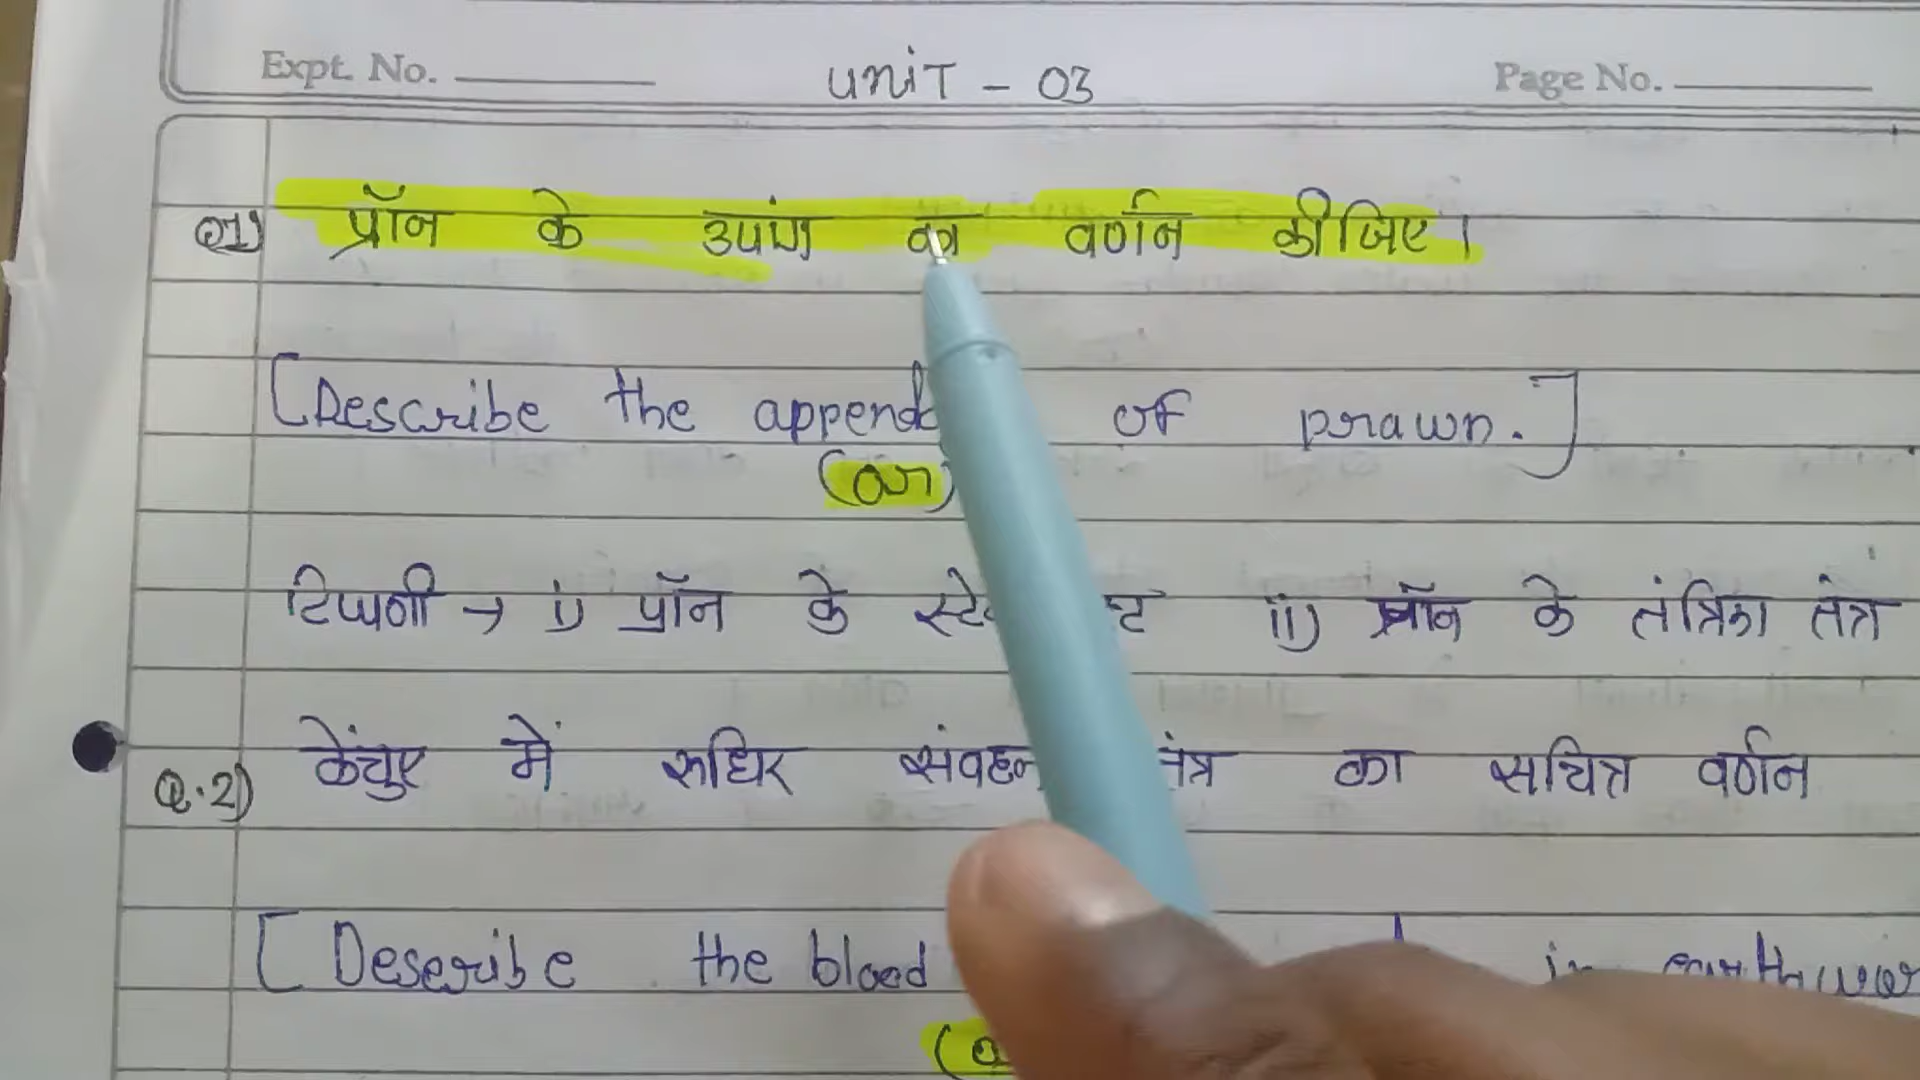 Expt. No. UniT - 03 Page No.
Q1) प्रॉन के उपांग का वर्णन कीजिए ।
[Describe the of prawn.]
(or)
टिप्पणी → i) प्रॉन के ii) प्रॉन के तंत्रिका तंत्र
Q.2) केंचुए में रुधिर संवहन तंत्र का सचित्र वर्णन
[Describe the blood in